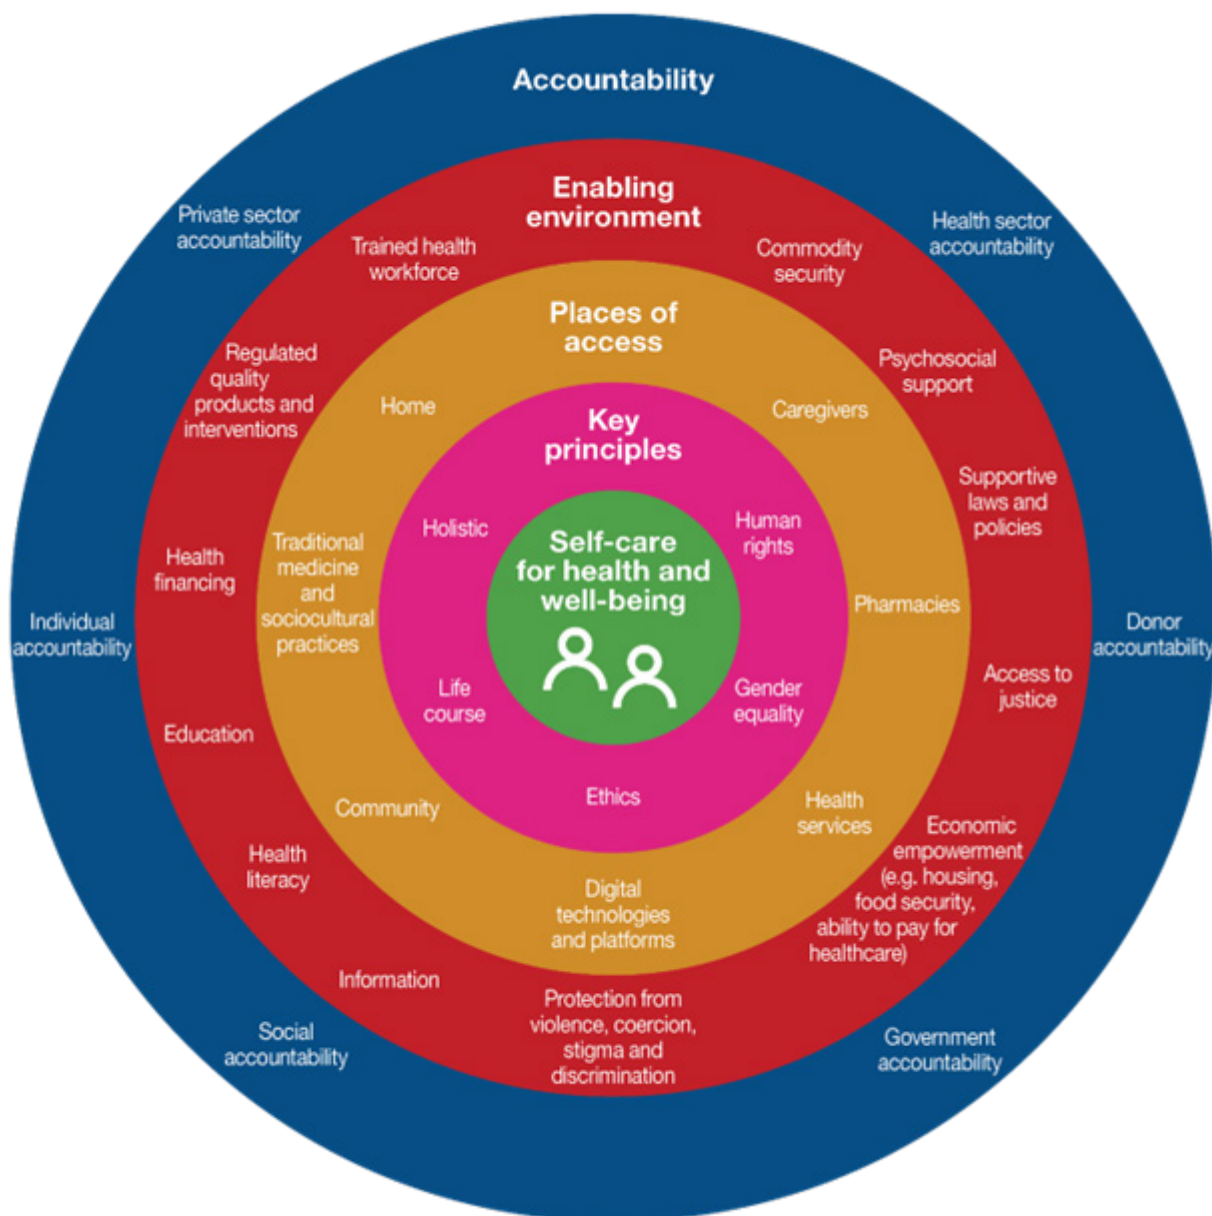 Accountability
Private sector
accountability
Health sector
accountability
Individual
accountability
Donor
accountability
Social
accountability
Government
accountability
Enabling
environment
Trained health
workforce
Commodity
security
Regulated
quality
products and
interventions
Psychosocial
support
Supportive
laws and
policies
Health
financing
Access to
justice
Education
Health
literacy
Economic
empowerment
(e.g. housing,
food security,
ability to pay for
healthcare)
Information
Protection from
violence, coercion,
stigma and
discrimination
Places of
access
Home
Caregivers
Traditional
medicine
and
sociocultural
practices
Pharmacies
Community
Health
services
Digital
technologies
and platforms
Key
principles
Holistic
Human
rights
Life
course
Gender
equality
Ethics
Self-care
for health and
well-being